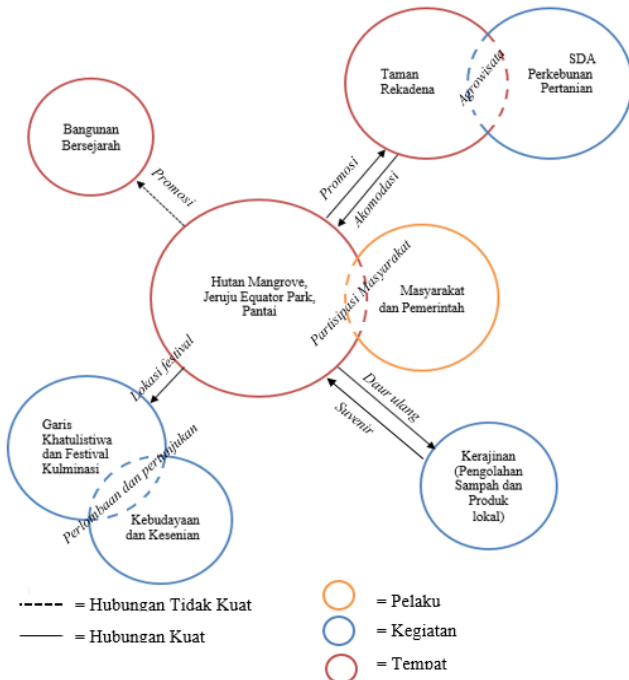 Taman
Rekadena
Agrowisata
SDA
Perkebunan
Pertanian
Bangunan
Bersejarah
Promosi
Promosi
Akomodasi
Hutan Mangrove,
Jeruju Equator Park,
Pantai
Partisipasi Masyarakat
Masyarakat
dan Pemerintah
Lokasi festival
Daur ulang
Suvenir
Garis
Khatulistiwa
dan Festival
Kulminasi
Perlombaan dan pertunjukan
Kebudayaan
dan Kesenian
Kerajinan
(Pengolahan
Sampah dan
Produk
lokal)
= Hubungan Tidak Kuat
= Hubungan Kuat
= Pelaku
= Kegiatan
= Tempat